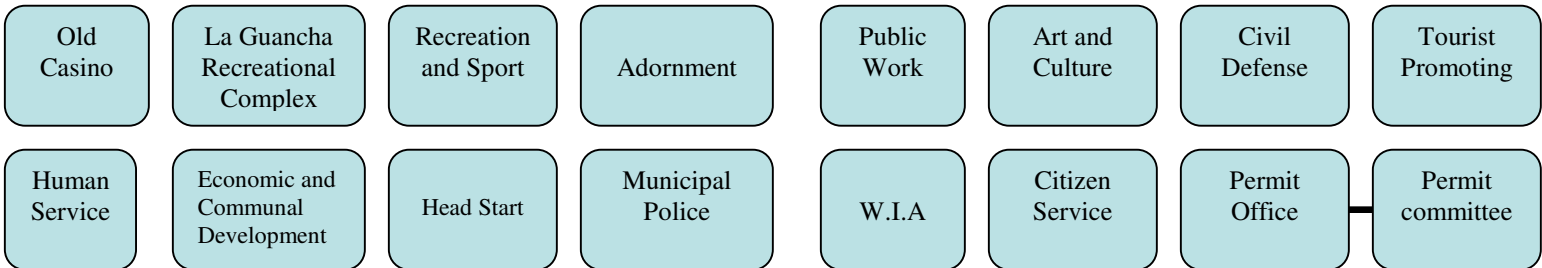 Old
Casino
La Guancha
Recreational
Complex
Recreation
and Sport
Adornment
Public
Work
Art and
Culture
Civil
Defense
Tourist
Promoting
Human
Service
Economic and
Communal
Development
Head Start
Municipal
Police
W.I.A
Citizen
Service
Permit
Office
Permit
committee